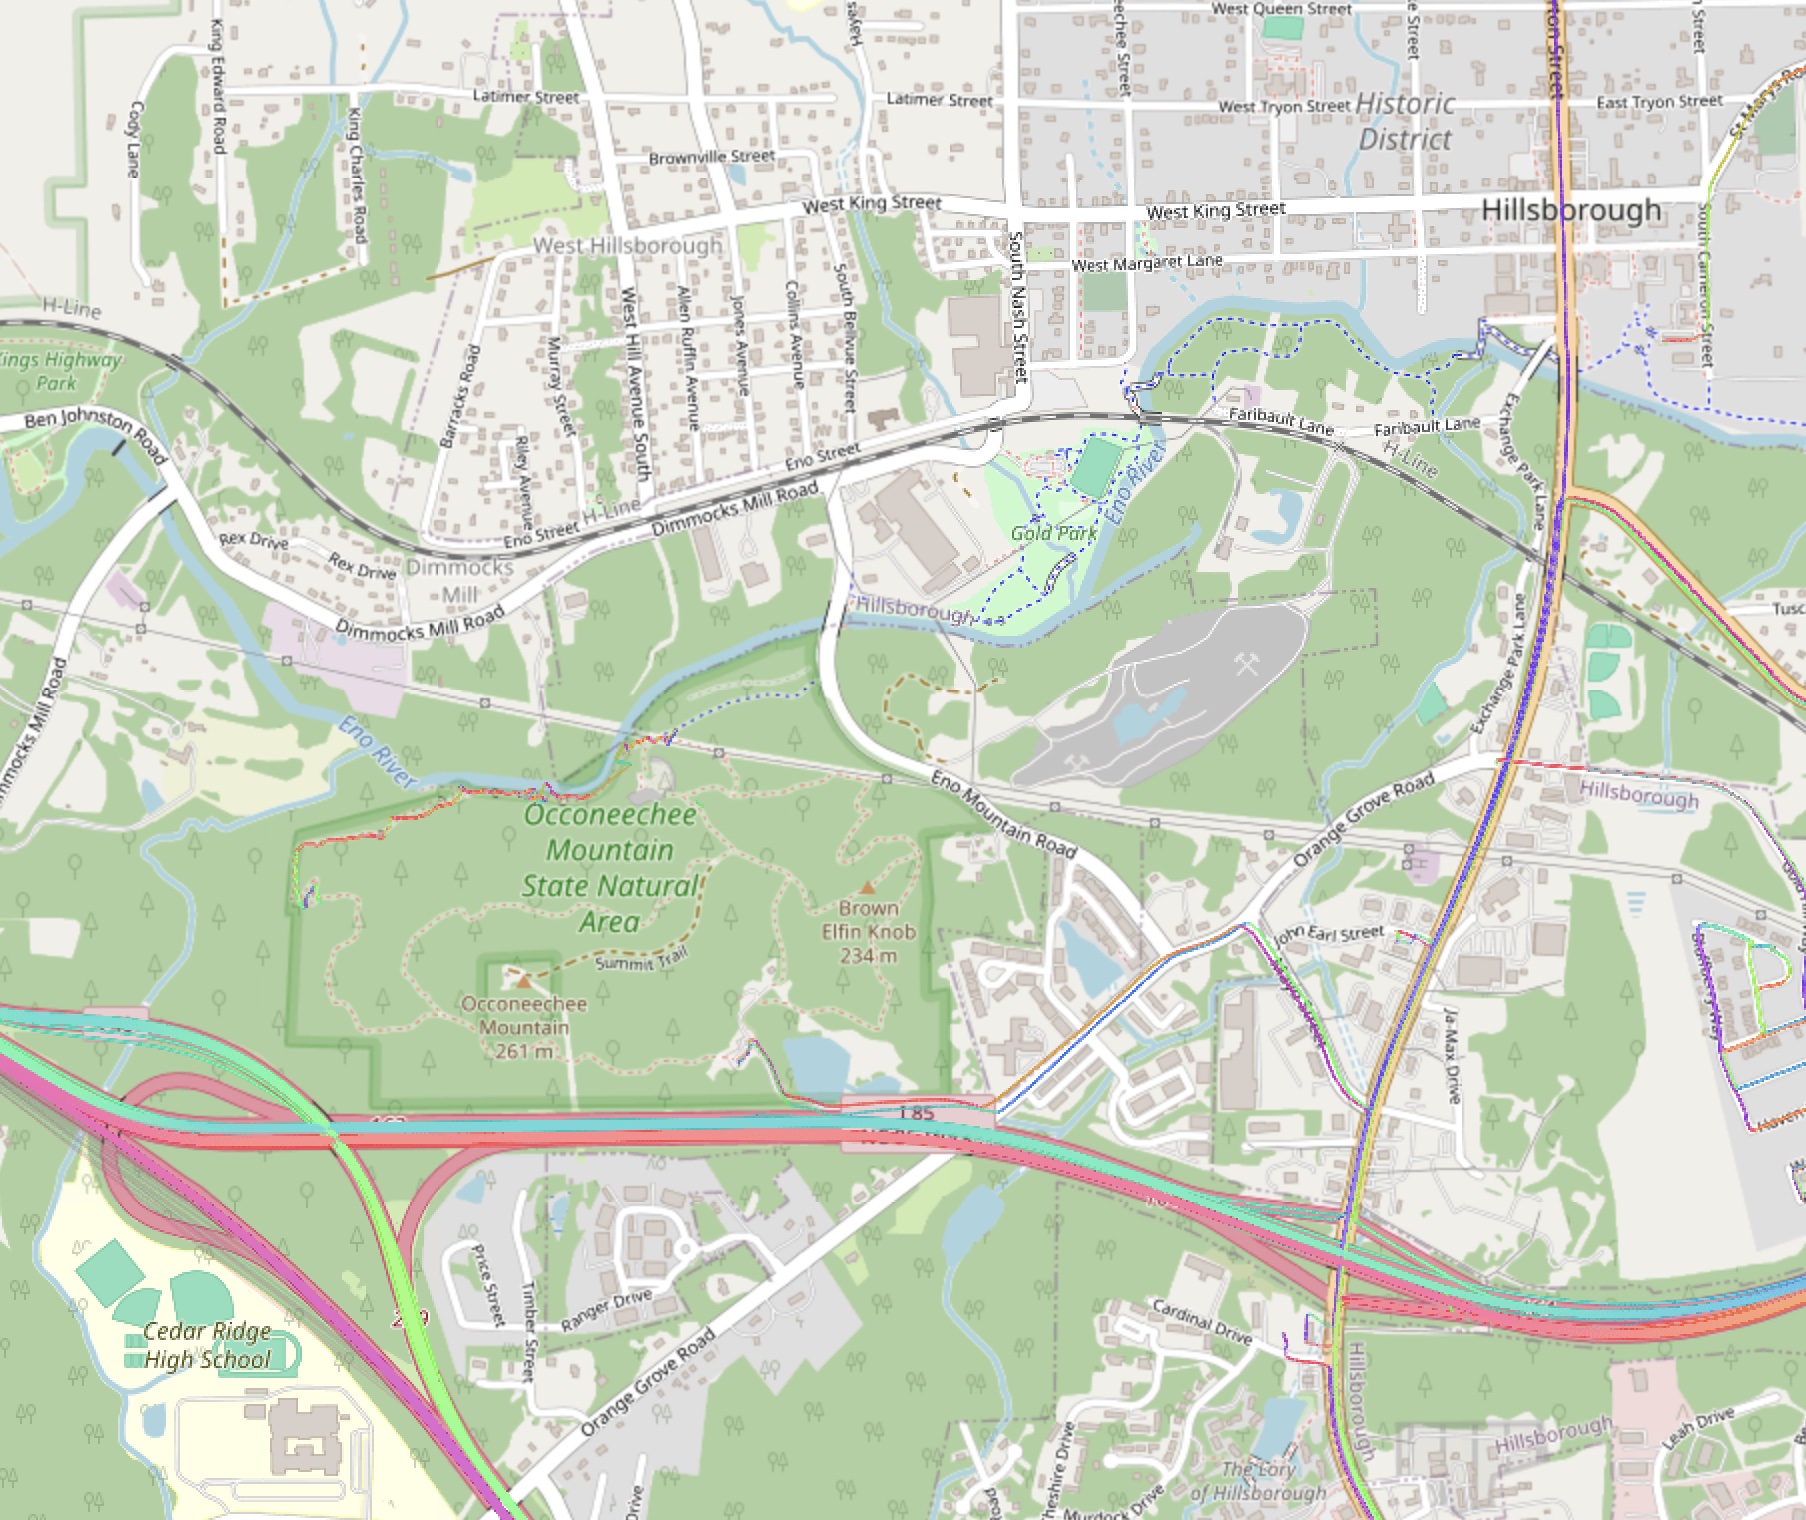 West Queen Street
King Edward Road
Cody Lane
King Charles Road
Latimer Street
Latimer Street
West Tryon Street
East Tryon Street
Historic
District
Brownville Street
West King Street
West King Street
Hillsborough
West Hillsborough
West Margaret Lane
South Nash Street
South Cameron Street
H-Line
Kings Highway
Park
Barracks Road
Murray Street
West Hill Avenue South
Allen Ruffin Avenue
Jones Avenue
Collins Avenue
South Bellvue Street
Ben Johnston Road
Riley Avenue
Eno Street
Eno Street
H-Line
Dimmocks Mill Road
Faribault Lane
Faribault Lane
H-Line
Exchange Park Lane
Eno River
Gold Park
Rex Drive
Rex Drive
Dimmocks
Mill
Dimmocks Mill Road
Hillsborough
Exchange Park Lane
Eno River
Occoneechee
Mountain
State Natural
Area
Eno Mountain Road
Orange Grove Road
Hillsborough
Brown
Elfin Knob
234 m
Summit Trail
Occoneechee
Mountain
261 m
John Earl Street
Mayo Street
Ja-Max Drive
I 85
Price Street
Timber Street
Ranger Drive
Orange Grove Road
Cedar Ridge
High School
Cardinal Drive
Hillsborough
The Lory
of Hillsborough
Murdock Drive
Hillsborough
Leah Drive